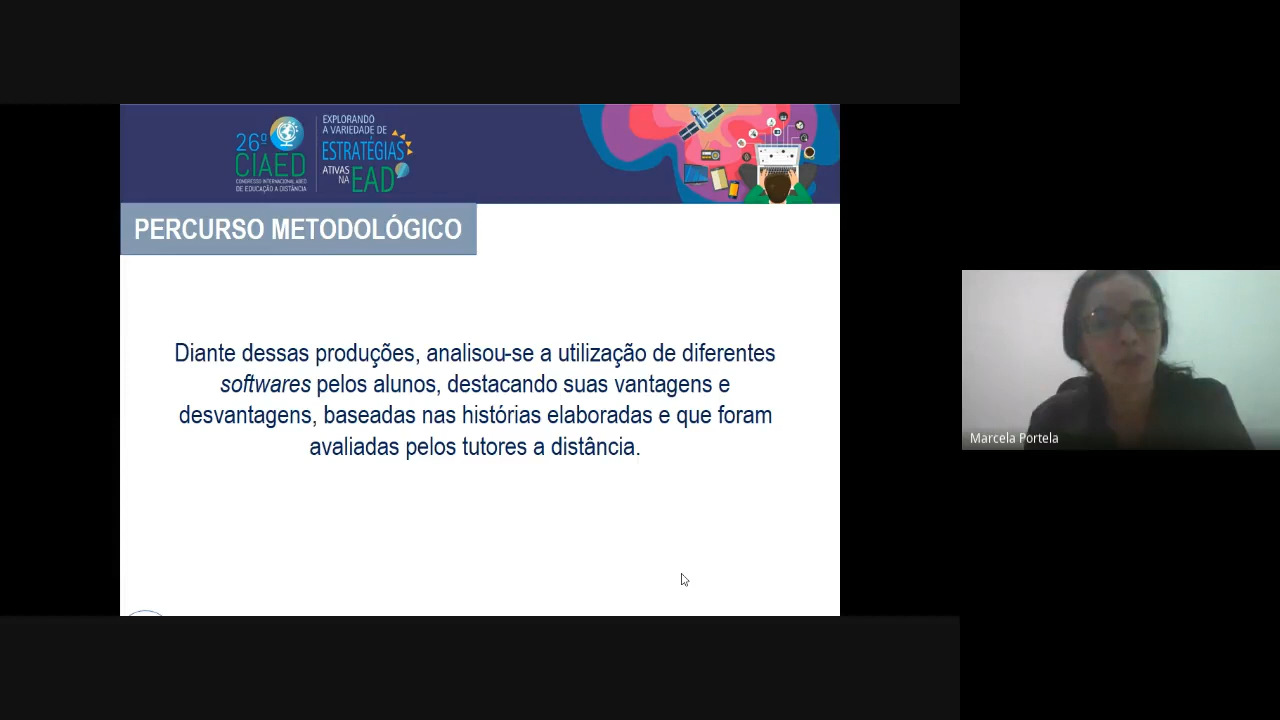 26º
CIAED
CONGRESSO INTERNACIONAL ABED
DE EDUCAÇÃO A DISTÂNCIA
EXPLORANDO
A VARIEDADE DE
ESTRATÉGIAS
ATIVAS
NA EAD
PERCURSO METODOLÓGICO
Diante dessas produções, analisou-se a utilização de diferentes
softwares pelos alunos, destacando suas vantagens e
desvantagens, baseadas nas histórias elaboradas e que foram
avaliadas pelos tutores a distância.
Marcela Portela